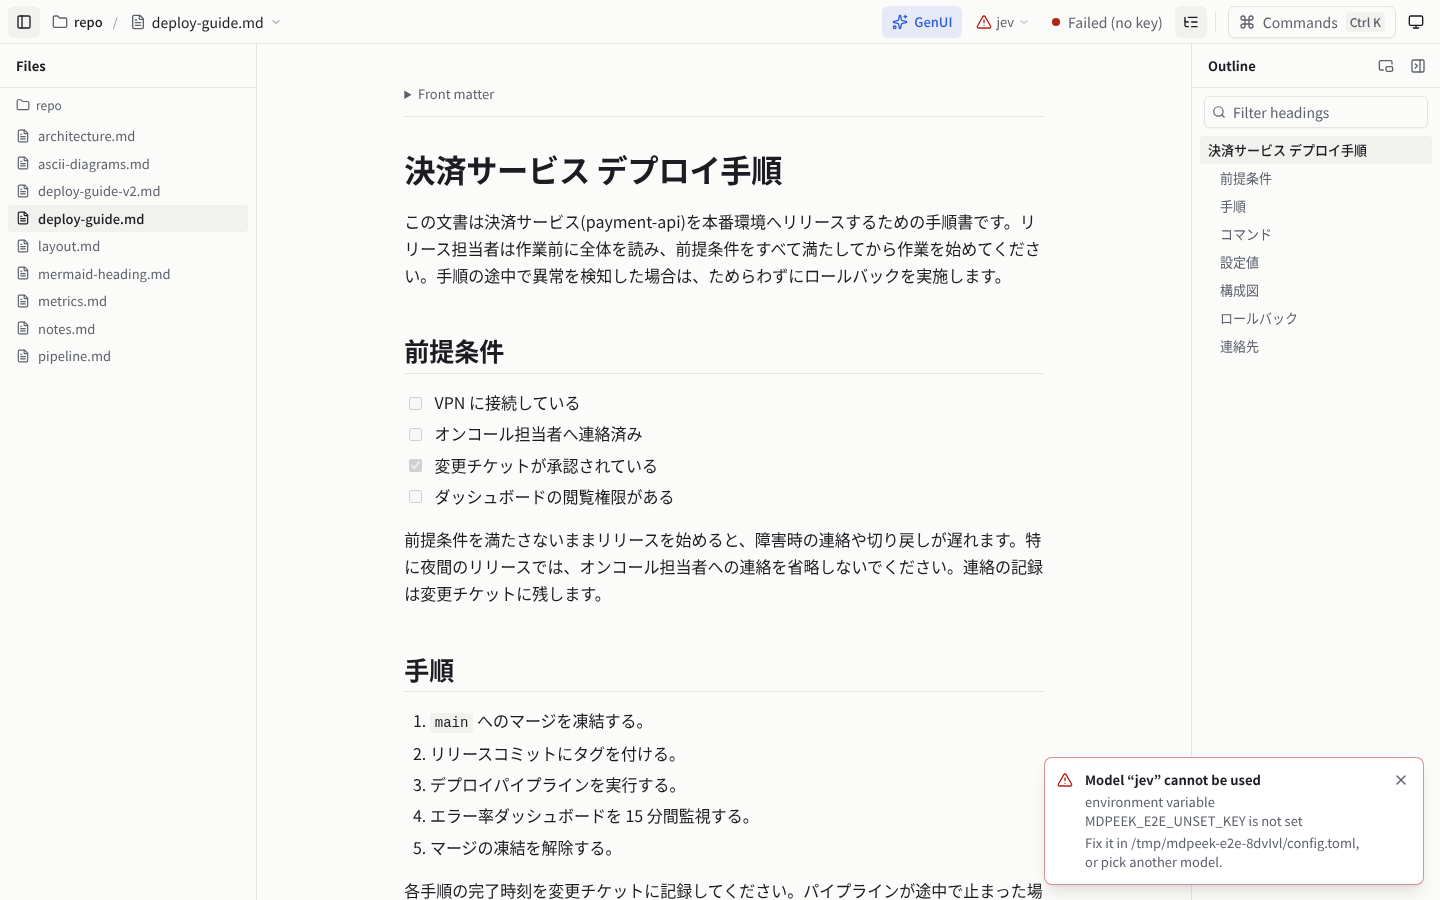 repo / deploy-guide.md
GenUI
jev
Failed (no key)
Commands Ctrl K
Files
repo
architecture.md
ascii-diagrams.md
deploy-guide-v2.md
deploy-guide.md
layout.md
mermaid-heading.md
metrics.md
notes.md
pipeline.md
Front matter
決済サービス デプロイ手順
この文書は決済サービス(payment-api)を本番環境へリリースするための手順書です。リ
リース担当者は作業前に全体を読み、前提条件をすべて満たしてから作業を始めてくださ
い。手順の途中で異常を検知した場合は、ためらわずにロールバックを実施します。
前提条件
VPN に接続している
オンコール担当者へ連絡済み
変更チケットが承認されている
ダッシュボードの閲覧権限がある
前提条件を満たさないままリリースを始めると、障害時の連絡や切り戻しが遅れます。特
に夜間のリリースでは、オンコール担当者への連絡を省略しないでください。連絡の記録
は変更チケットに残します。
手順
1. main へのマージを凍結する。
2. リリースコミットにタグを付ける。
3. デプロイパイプラインを実行する。
4. エラー率ダッシュボードを 15 分間監視する。
5. マージの凍結を解除する。
各手順の完了時刻を変更チケットに記録してください。パイプラインが途中で止まった場
Outline
Filter headings
決済サービス デプロイ手順
前提条件
手順
コマンド
設定値
構成図
ロールバック
連絡先
Model “jev” cannot be used
environment variable
MDPEEK_E2E_UNSET_KEY is not set
Fix it in /tmp/mdpeek-e2e-8dvIvl/config.toml,
or pick another model.